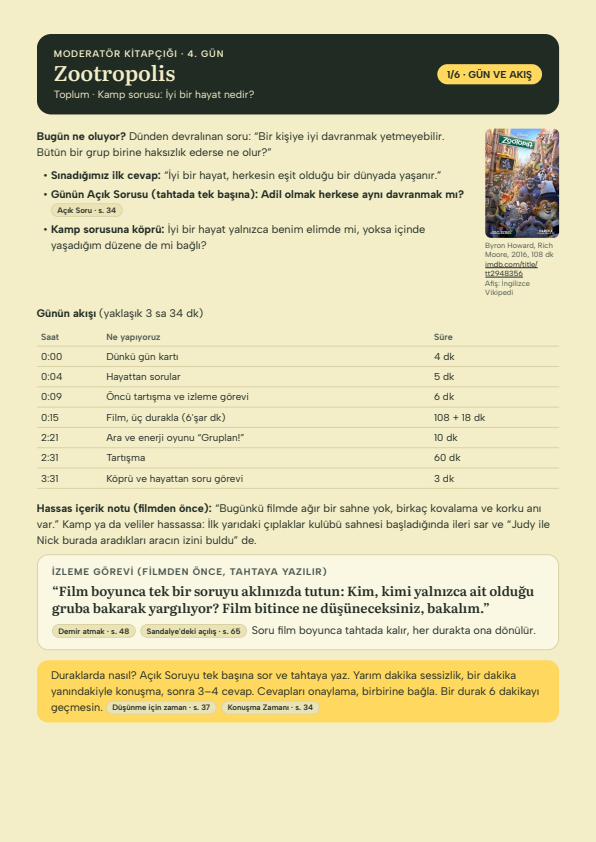 MODERATÖR KİTAPÇIĞI · 4. GÜN
Zootropolis
Toplum · Kamp sorusu: İyi bir hayat nedir?
1/6 · GÜN VE AKIŞ
Bugün ne oluyor? Dünden devralınan soru: “Bir kişiye iyi davranmak yetmeyebilir.
Bütün bir grup birine haksızlık ederse ne olur?”
• Sınadığımız ilk cevap: “İyi bir hayat, herkesin eşit olduğu bir dünyada yaşanır.”
• Günün Açık Sorusu (tahtada tek başına): Adil olmak herkese aynı davranmak mı?
Açık Soru · s. 34
• Kamp sorusuna köprü: İyi bir hayat yalnızca benim elimde mi, yoksa içinde
yaşadığım düzene de mi bağlı?
ZOOTOPIA
Byron Howard, Rich
Moore, 2016, 108 dk
imdb.com/title/
tt2948356
Afiş: İngilizce
Vikipedi
Günün akışı (yaklaşık 3 sa 34 dk)
Saat Ne yapıyoruz Süre
0:00 Dünkü gün kartı 4 dk
0:04 Hayattan sorular 5 dk
0:09 Öncü tartışma ve izleme görevi 6 dk
0:15 Film, üç durakla (6'şar dk) 108 + 18 dk
2:21 Ara ve enerji oyunu “Gruplan!” 10 dk
2:31 Tartışma 60 dk
3:31 Köprü ve hayattan soru görevi 3 dk
Hassas içerik notu (filmden önce): “Bugünkü filmde ağır bir sahne yok, birkaç kovalama ve korku anı
var.” Kamp ya da veliler hassassa: İlk yarıdaki çıplaklar kulübü sahnesi başladığında ileri sar ve “Judy ile
Nick burada aradıkları aracın izini buldu” de.
İZLEME GÖREVİ (FİLMDEN ÖNCE, TAHTAYA YAZILIR)
“Film boyunca tek bir soruyu aklınızda tutun: Kim, kimi yalnızca ait olduğu
gruba bakarak yargılıyor? Film bitince ne düşüneceksiniz, bakalım.”
Demir atmak · s. 48 Sandalye'deki açılış · s. 65 Soru film boyunca tahtada kalır, her durakta ona dönülür.
Duraklarda nasıl? Açık Soruyu tek başına sor ve tahtaya yaz. Yarım dakika sessizlik, bir dakika
yanındakiyle konuşma, sonra 3–4 cevap. Cevapları onaylama, birbirine bağla. Bir durak 6 dakikayı
geçmesin. Düşünme için zaman · s. 37 Konuşma Zamanı · s. 34